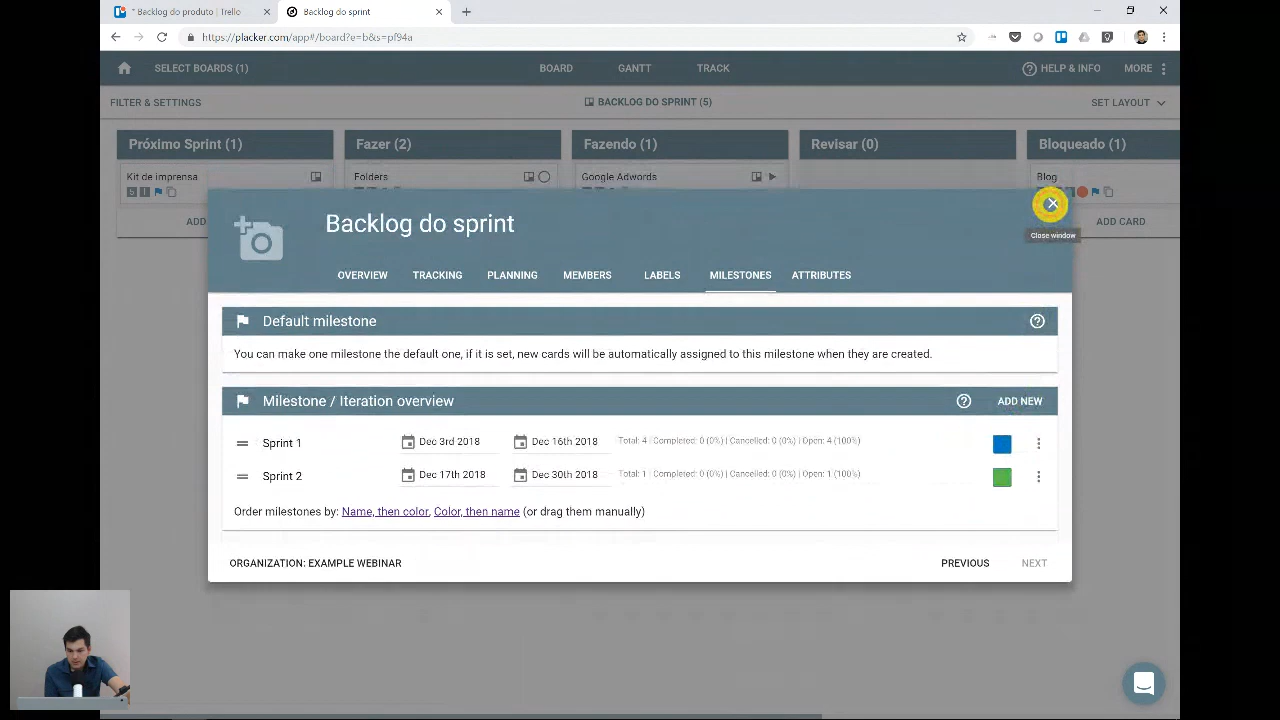 * Backlog do produto | Trello
Backlog do sprint
https://placker.com/app#/board?e=b&s=pf94a
SELECT BOARDS (1)
BOARD
GANTT
TRACK
HELP & INFO
MORE
FILTER & SETTINGS
BACKLOG DO SPRINT (5)
SET LAYOUT
Próximo Sprint (1)
Fazer (2)
Fazendo (1)
Revisar (0)
Bloqueado (1)
Kit de imprensa
Folders
Google Adwords
Blog
ADD
ADD CARD
Backlog do sprint
Close window
OVERVIEW
TRACKING
PLANNING
MEMBERS
LABELS
MILESTONES
ATTRIBUTES
Default milestone
You can make one milestone the default one, if it is set, new cards will be automatically assigned to this milestone when they are created.
Milestone / Iteration overview
ADD NEW
Sprint 1
Dec 3rd 2018
Dec 16th 2018
Total: 4 | Completed: 0 (0%) | Cancelled: 0 (0%) | Open: 4 (100%)
Sprint 2
Dec 17th 2018
Dec 30th 2018
Total: 1 | Completed: 0 (0%) | Cancelled: 0 (0%) | Open: 1 (100%)
Order milestones by: Name, then color, Color, then name (or drag them manually)
ORGANIZATION: EXAMPLE WEBINAR
PREVIOUS
NEXT